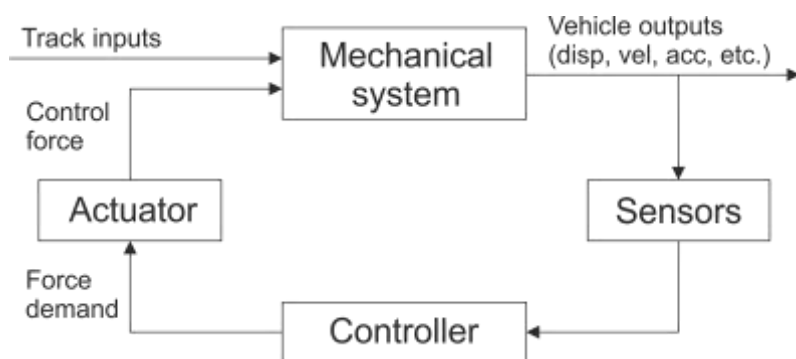 Track inputs
Mechanical
system
Vehicle outputs
(disp, vel, acc, etc.)
Control
force
Actuator
Sensors
Force
demand
Controller